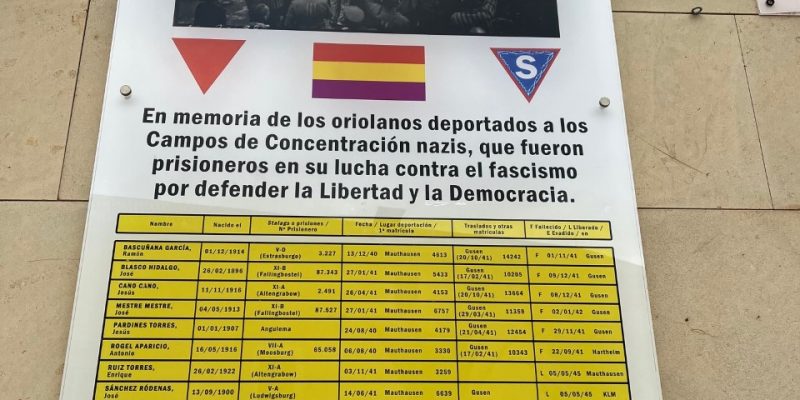 S
En memoria de los oriolanos deportados a los
Campos de Concentración nazis, que fueron
prisioneros en su lucha contra el fascismo
por defender la Libertad y la Democracia.
Nombre Nacido el Stalags o prisiones / Nº Prisionero Fecha / Lugar deportación / 1ª matrícula Traslados y otras matrículas F Fallecido / L Liberado / E Evadido / en
BASCUÑANA GARCÍA, Ramón 01/12/1914 V-D (Estrasburgo) 3.227 13/12/40 Mauthausen 4613 Gusen (20/10/41) 14242 F 01/11/41 Gusen
BLASCO HIDALGO, José 26/02/1896 XI-B (Fallingbostel) 87.343 27/01/41 Mauthausen 5433 Gusen (17/02/41) 10205 F 09/12/41 Gusen
CANO CANO, Jesús 11/11/1916 XI-A (Altengrabow) 2.491 26/04/41 Mauthausen 4153 Gusen (20/10/41) 13664 F 08/12/41 Gusen
MESTRE MESTRE, José 04/05/1913 XI-B (Fallingbostel) 87.527 27/01/41 Mauthausen 6757 Gusen (29/03/41) 11359 F 02/01/42 Gusen
PARDINES TORRES, Jesús 01/01/1907 Angulema 24/08/40 Mauthausen 4179 Gusen (21/04/41) 12454 F 29/11/41 Gusen
ROGEL APARICIO, Antonio 16/05/1916 VII-A (Moosburg) 65.058 06/08/40 Mauthausen 3330 Gusen (17/02/41) 10343 F 22/09/41 Hartheim
RUIZ TORRES, Enrique 26/02/1922 XI-A (Altengrabow) 03/11/41 Mauthausen 3259 L 05/05/45 Mauthausen
SÁNCHEZ RÓDENAS, José 13/09/1900 V-A (Ludwigsburg) 14/06/41 Mauthausen 6639 Gusen L 05/05/45 KLM